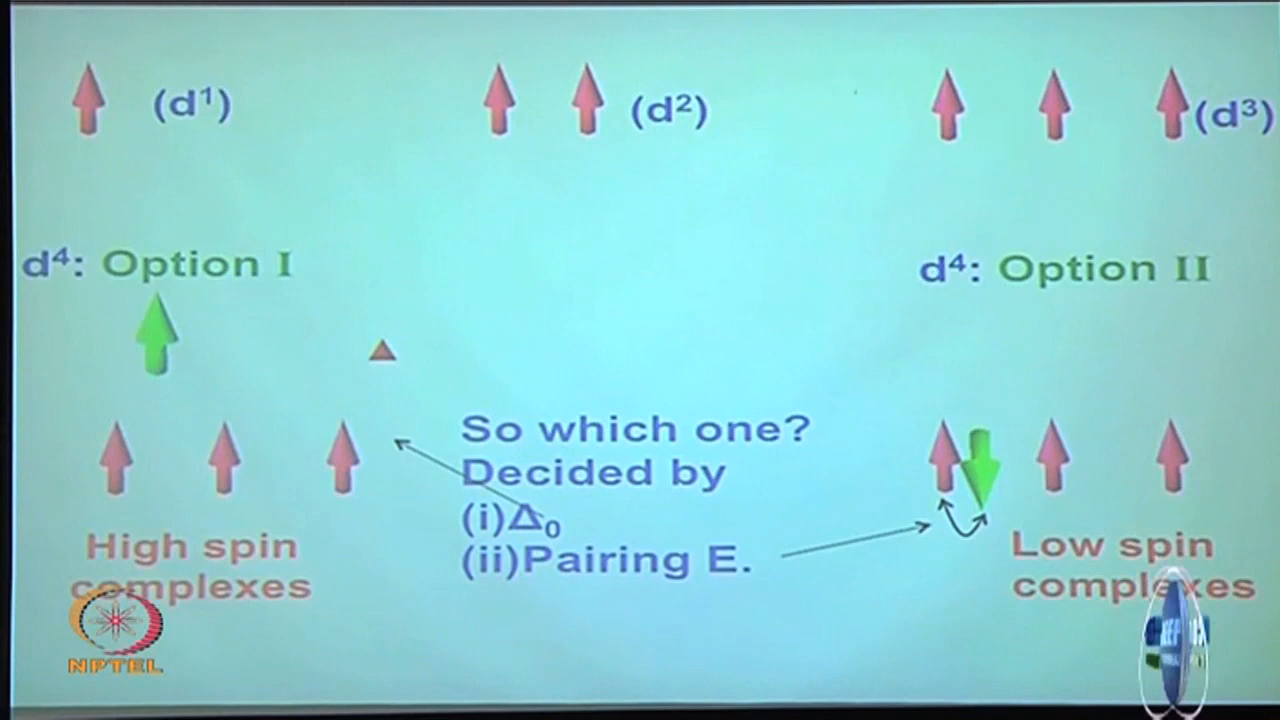 (d¹)
(d²)
(d³)
d⁴: Option I
d⁴: Option II
So which one?
Decided by
(i)Δ₀
(ii)Pairing E.
High spin
complexes
Low spin
complexes
NPTEL